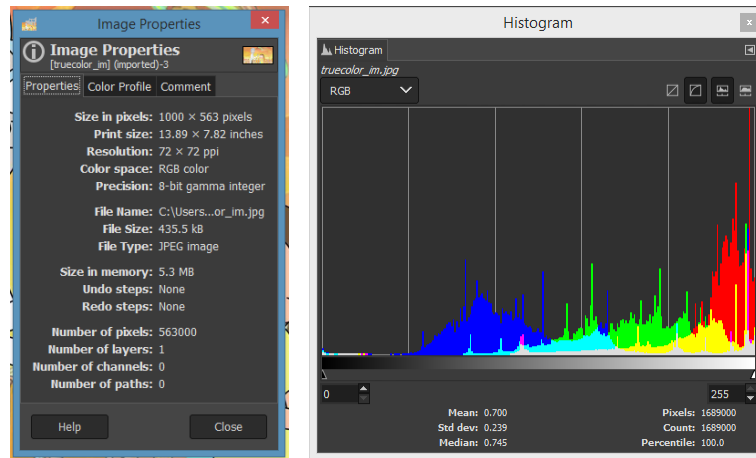 Image Properties
Image Properties
[truecolor_im] (imported)-3
Properties Color Profile Comment
Size in pixels: 1000 × 563 pixels
Print size: 13.89 × 7.82 inches
Resolution: 72 × 72 ppi
Color space: RGB color
Precision: 8-bit gamma integer
File Name: C:\Users...or_im.jpg
File Size: 435.5 kB
File Type: JPEG image
Size in memory: 5.3 MB
Undo steps: None
Redo steps: None
Number of pixels: 563000
Number of layers: 1
Number of channels: 0
Number of paths: 0
Help Close
Histogram
Histogram
truecolor_im.jpg
RGB
0 255
Mean: 0.700 Pixels: 1689000
Std dev: 0.239 Count: 1689000
Median: 0.745 Percentile: 100.0